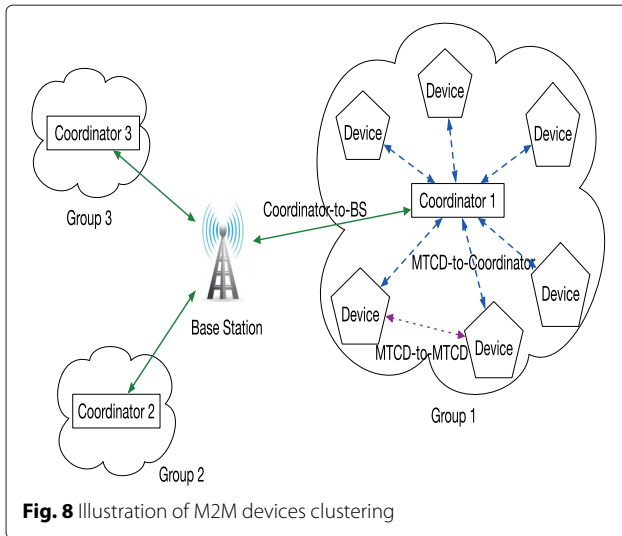 Device
Device
Device
Coordinator 3
Group 3
Coordinator-to-BS
Coordinator 1
MTCD-to-Coordinator
Device
Device
Base Station
MTCD-to-MTCD
Device
Coordinator 2
Group 1
Group 2
Fig. 8 Illustration of M2M devices clustering